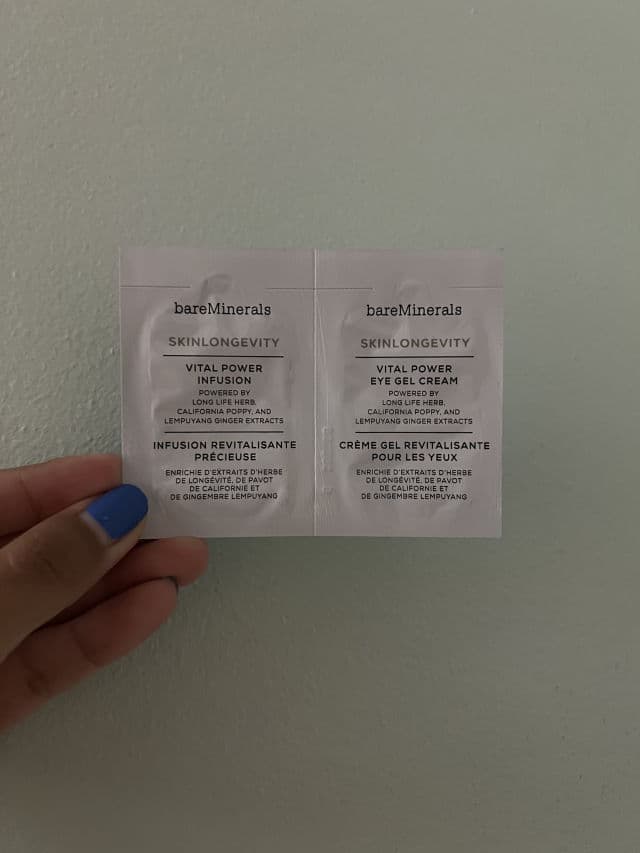 bareMinerals
SKINLONGEVITY
VITAL POWER
INFUSION
POWERED BY
LONG LIFE HERB,
CALIFORNIA POPPY, AND
LEMPUYANG GINGER EXTRACTS
INFUSION REVITALISANTE
PRÉCIEUSE
ENRICHIE D'EXTRAITS D'HERBE
DE LONGÉVITÉ, DE PAVOT
DE CALIFORNIE ET
DE GINGEMBRE LEMPUYANG
bareMinerals
SKINLONGEVITY
VITAL POWER
EYE GEL CREAM
POWERED BY
LONG LIFE HERB,
CALIFORNIA POPPY, AND
LEMPUYANG GINGER EXTRACTS
CRÈME GEL REVITALISANTE
POUR LES YEUX
ENRICHIE D'EXTRAITS D'HERBE
DE LONGÉVITÉ, DE PAVOT
DE CALIFORNIE ET
DE GINGEMBRE LEMPUYANG